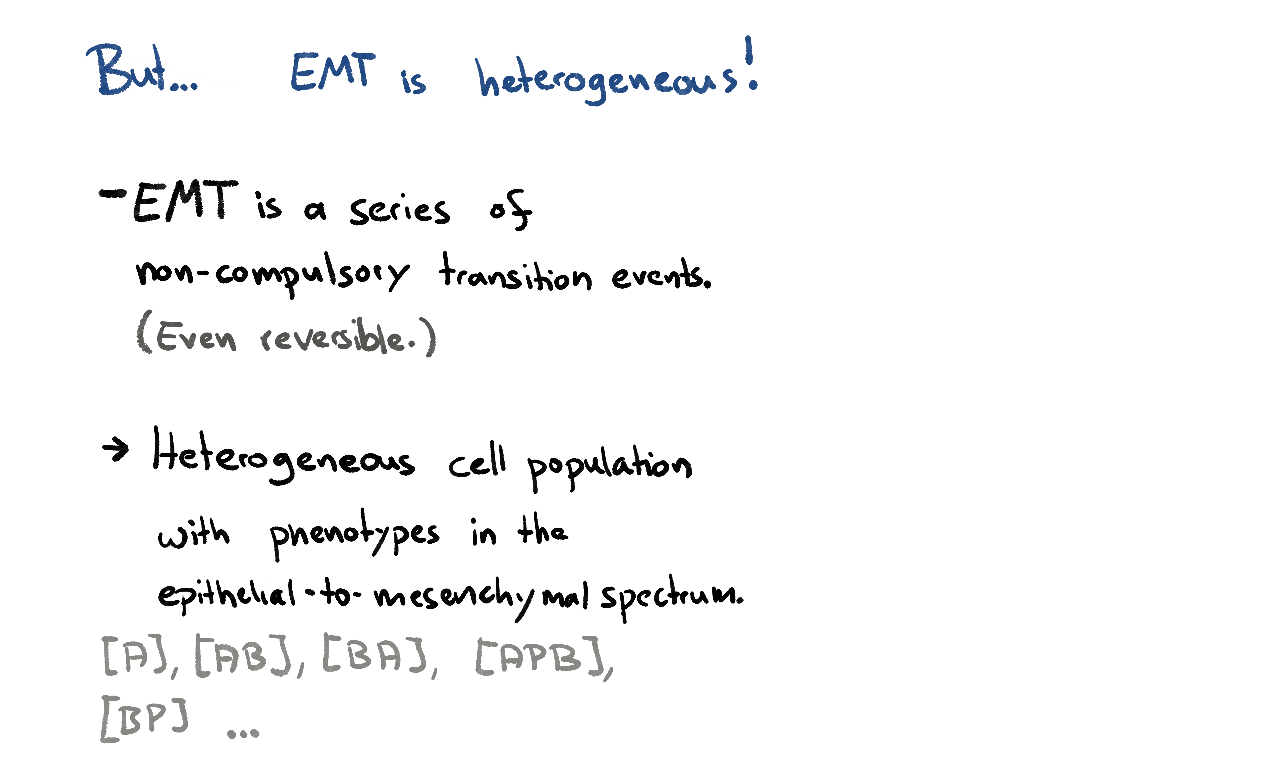 But... EMT is heterogeneous!
- EMT is a series of
non-compulsory transition events.
(Even reversible.)
→ Heterogeneous cell population
with phenotypes in the
epithelial-to-mesenchymal spectrum.
[A], [AB], [BA], [APB],
[BP] ...